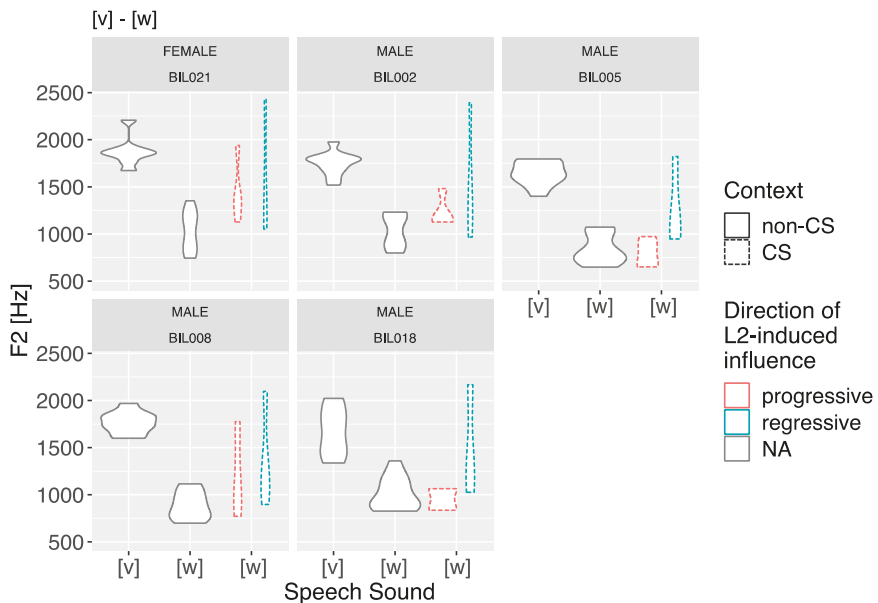 [v] - [w]
FEMALE
BIL021
MALE
BIL002
MALE
BIL005
2500
2000
1500
1000
500
[v] [w] [w]
MALE
BIL008
MALE
BIL018
2500
2000
1500
1000
500
[v] [w] [w]
[v] [w] [w]
F2 [Hz]
Speech Sound
Context
non-CS
CS
Direction of
L2-induced
influence
progressive
regressive
NA